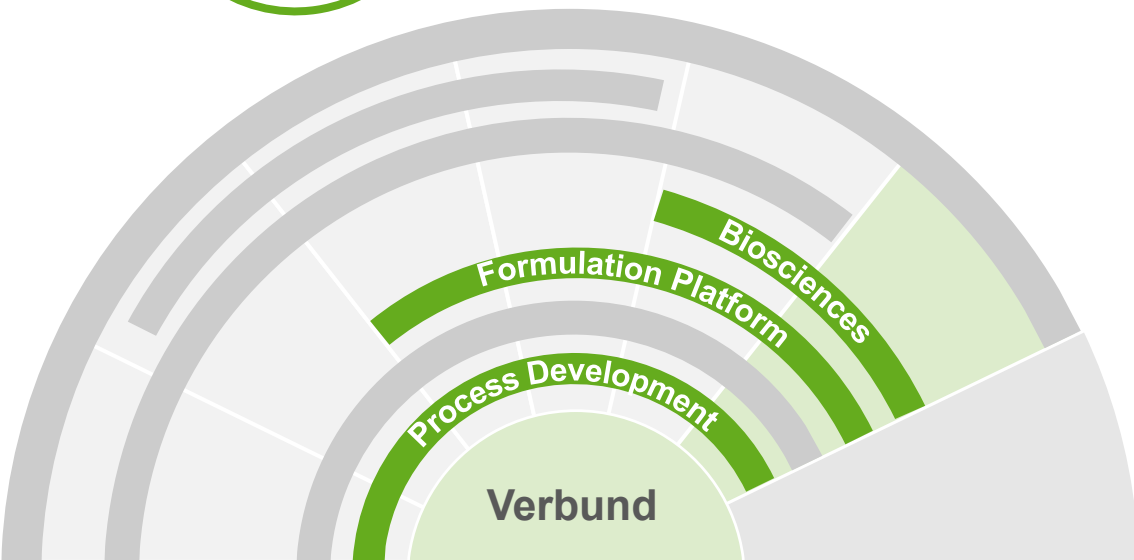 Biosciences
Formulation Platform
Process Development
Verbund